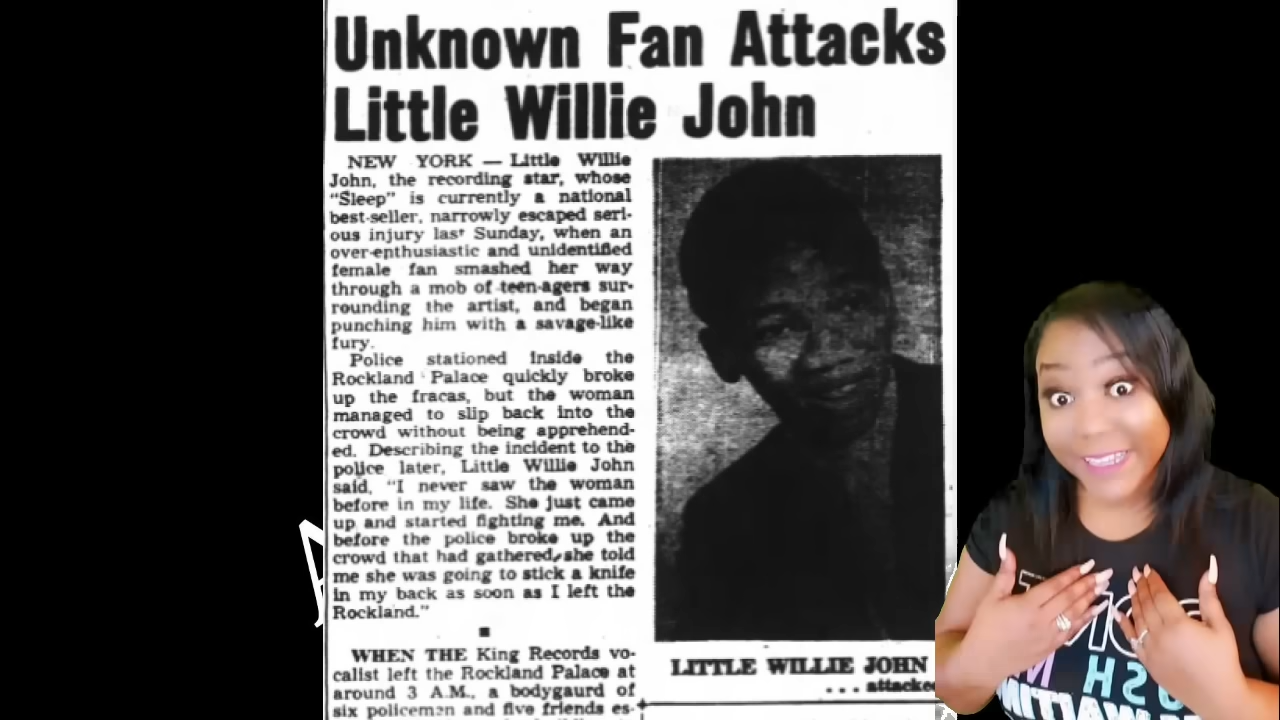 Unknown Fan Attacks
Little Willie John
NEW YORK — Little Willie
John, the recording star, whose
"Sleep" is currently a national
best-seller, narrowly escaped seri-
ous injury last Sunday, when an
over-enthusiastic and unidentified
female fan smashed her way
through a mob of teen-agers sur-
rounding the artist, and began
punching him with a savage-like
fury.
Police stationed inside the
Rockland Palace quickly broke
up the fracas, but the woman
managed to slip back into the
crowd without being apprehend-
ed. Describing the incident to the
police later, Little Willie John
said, "I never saw the woman
before in my life. She just came
up and started fighting me. And
before the police broke up the
crowd that had gathered, she told
me she was going to stick a knife
in my back as soon as I left the
Rockland."
WHEN THE King Records vo-
calist left the Rockland Palace at
around 3 A.M., a bodygaurd of
six policemen and five friends es-
LITTLE WILLIE JOHN
... attacked